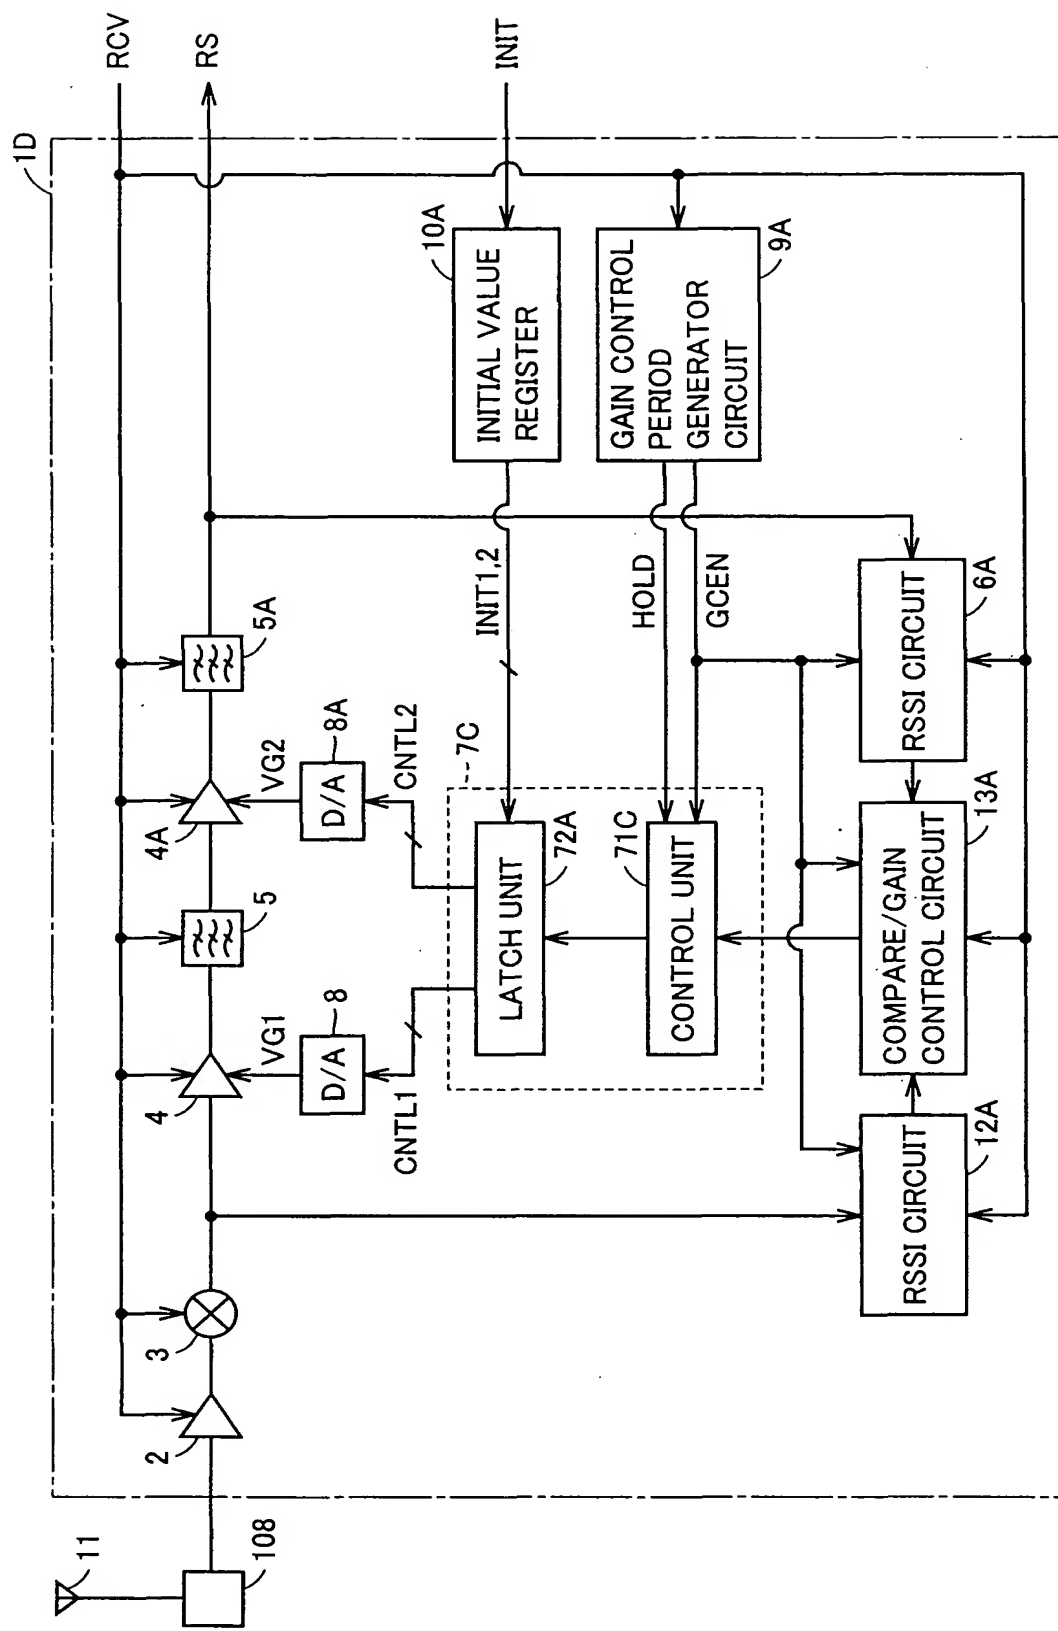 1D
RCV
RS
INIT
11
108
2
3
4
5
4A
5A
VG1
VG2
D/A
8
D/A
8A
CNTL1
CNTL2
7C
LATCH UNIT
72A
CONTROL UNIT
71C
INIT1,2
INITIAL VALUE
REGISTER
10A
HOLD
GCEN
GAIN CONTROL
PERIOD
GENERATOR
CIRCUIT
9A
RSSI CIRCUIT
12A
COMPARE/GAIN
CONTROL CIRCUIT
13A
RSSI CIRCUIT
6A